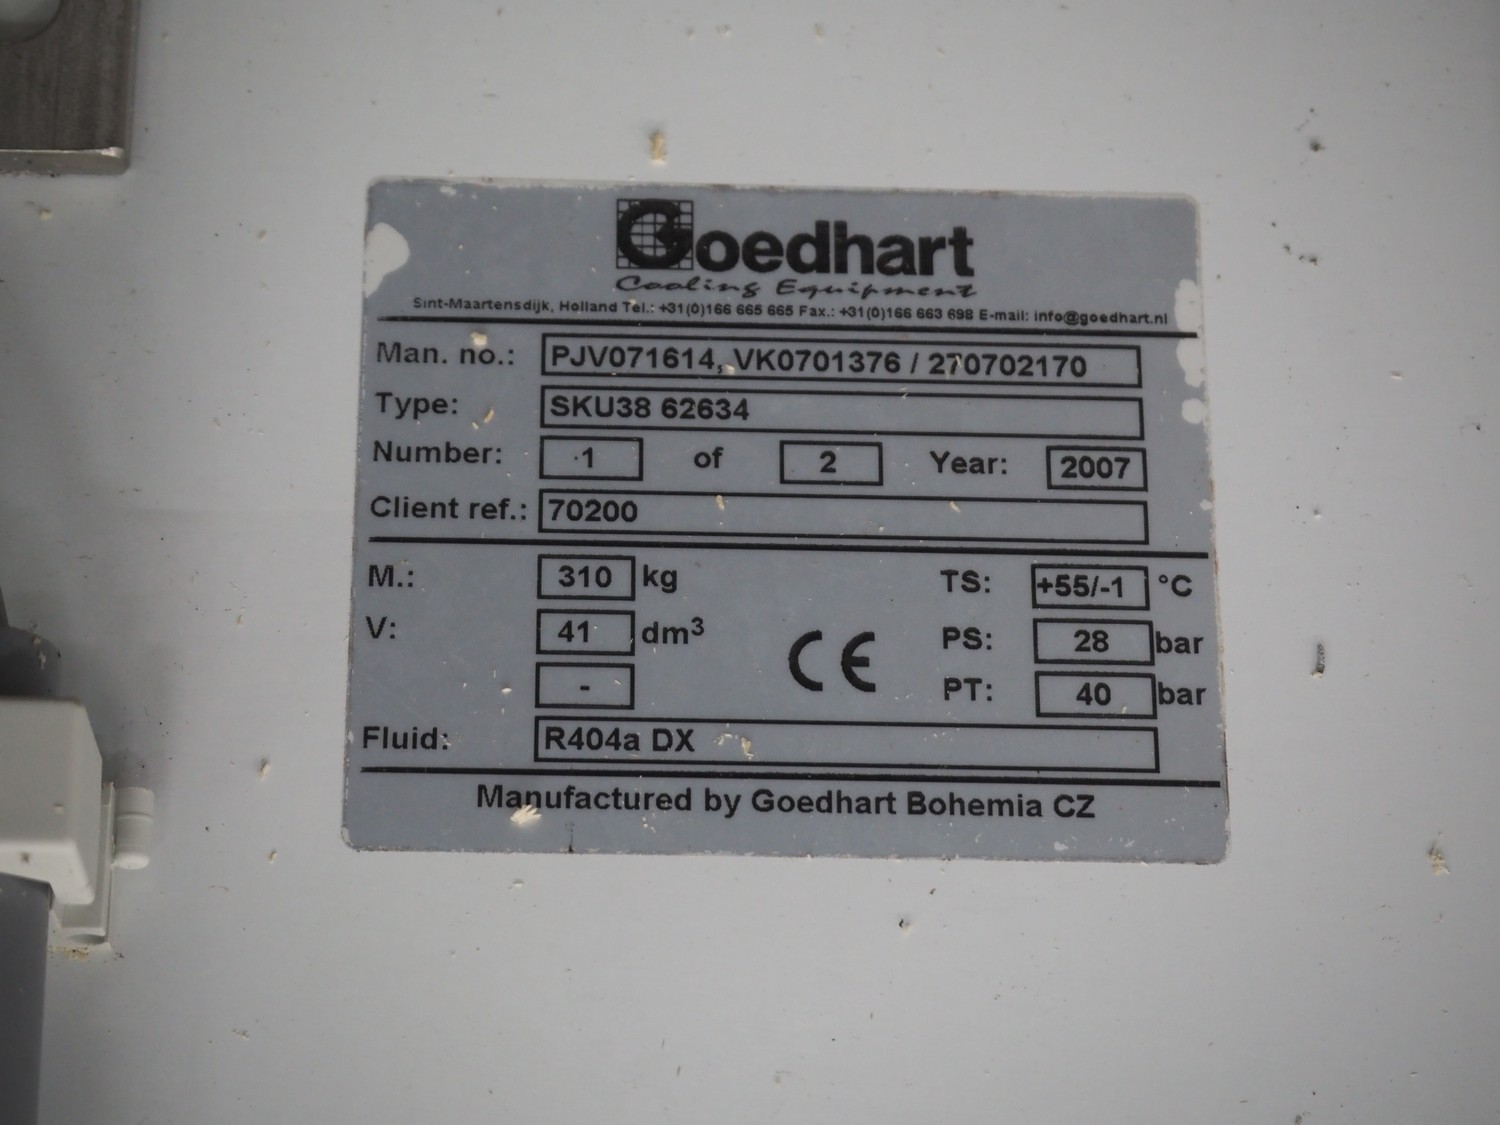 Goedhart
Cooling Equipment
Sint-Maartensdijk, Holland Tel.: +31(0)166 665 665 Fax.: +31(0)166 663 698 E-mail: info@goedhart.nl
Man. no.: PJV071614, VK0701376 / 270702170
Type: SKU38 62634
Number: 1 of 2 Year: 2007
Client ref.: 70200
M.: 310 kg TS: +55/-1 °C
V: 41 dm³ CE PS: 28 bar
- PT: 40 bar
Fluid: R404a DX
Manufactured by Goedhart Bohemia CZ